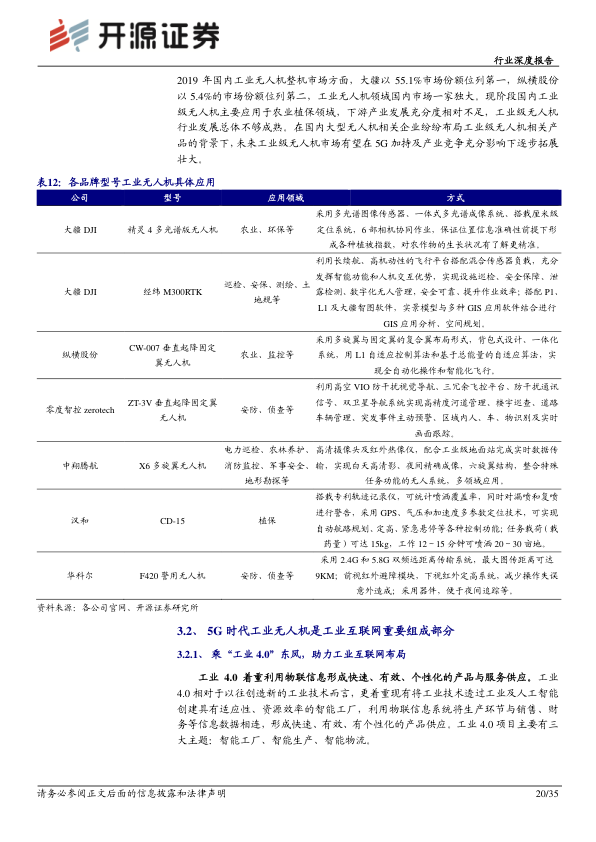 开源证券
行业深度报告
2019 年国内工业无人机整机市场方面，大疆以 55.1%市场份额位列第一，纵横股份
以 5.4%的市场份额位列第二，工业无人机领域国内市场一家独大。现阶段国内工业
级无人机主要应用于农业植保领域，下游产业发展充分度相对不足，工业级无人机
行业发展总体不够成熟。在国内大型无人机相关企业纷纷布局工业级无人机相关产
品的背景下，未来工业级无人机市场有望在 5G 加持及产业竞争充分影响下逐步拓展
壮大。
表12：各品牌型号工业无人机具体应用
公司 型号 应用领域 方式
大疆 DJI 精灵 4 多光谱版无人机 农业、环保等
采用多光谱图像传感器、一体式多光谱成像系统、搭载厘米级
定位系统，6 部相机协同作业，保证位置信息准确性前提下形
成各种植被指数，对农作物的生长状况有了解更精准。
大疆 DJI 经纬 M300RTK
巡检、安保、测绘、土
地规等
利用长续航、高机动性的飞行平台搭配混合传感器负载，充分
发挥智能功能和人机交互优势，实现设施巡检、安全保障、泄
露检测、数字化无人管理，安全可靠、提升作业效率；搭配 P1、
L1 及大疆智图软件，实景模型与多种 GIS 应用软件结合进行
GIS 应用分析、空间规划。
纵横股份
CW-007 垂直起降固定
翼无人机
农业、监控等
采用多旋翼与固定翼的复合翼布局形式，背包式设计、一体化
系统，用 L1 自适应控制算法和基于总能量的自适应算法，实
现全自动化操作和智能化飞行。
零度智控 zerotech
ZT-3V 垂直起降固定翼
无人机
安防、侦查等
利用高空 VIO 防干扰视觉导航、三冗余飞控平台、防干扰通讯
信号、双卫星导航系统实现高精度河道管理、楼宇巡查、道路
车辆管理、突发事件主动预警、区域内人、车、物识别及实时
画面跟踪。
中翔腾航 X6 多旋翼无人机
电力巡检、农林养护、
消防监控、军事安全、
地形勘探等
高清摄像头及红外热像仪，配合工业级地面站完成实时数据传
输，实现白天高清影、夜间精确成像，六旋翼结构，整合特殊
任务功能的无人系统，多领域应用。
汉和 CD-15 植保
搭载专利轨迹记录仪，可统计喷洒覆盖率，同时对漏喷和复喷
进行警告，采用 GPS、气压和加速度多参数定位技术，可实现
自动航路规划、定高、紧急悬停等各种控制功能；任务载荷（载
药量）可达 15kg，工作 12－15 分钟可喷洒 20－30 亩地。
华科尔 F420 警用无人机 安防、侦查等
采用 2.4G 和 5.8G 双频远距离传输系统，最大图传距离可达
9KM；前视红外避障模块、下视红外定高系统，减少操作失误
意外造成；采用器件，便于夜间追踪等。
资料来源：各公司官网、开源证券研究所
3.2、 5G 时代工业无人机是工业互联网重要组成部分
3.2.1、 乘“工业 4.0”东风，助力工业互联网布局
工业 4.0 着重利用物联信息形成快速、有效、个性化的产品与服务供应。工业
4.0 相对于以往创造新的工业技术而言，更着重现有将工业技术透过工业及人工智能
创建具有适应性、资源效率的智能工厂，利用物联信息系统将生产环节与销售、财
务等信息数据相连，形成快速、有效、有个性化的产品供应。工业 4.0 项目主要有三
大主题：智能工厂、智能生产、智能物流。
请务必参阅正文后面的信息披露和法律声明
20/35